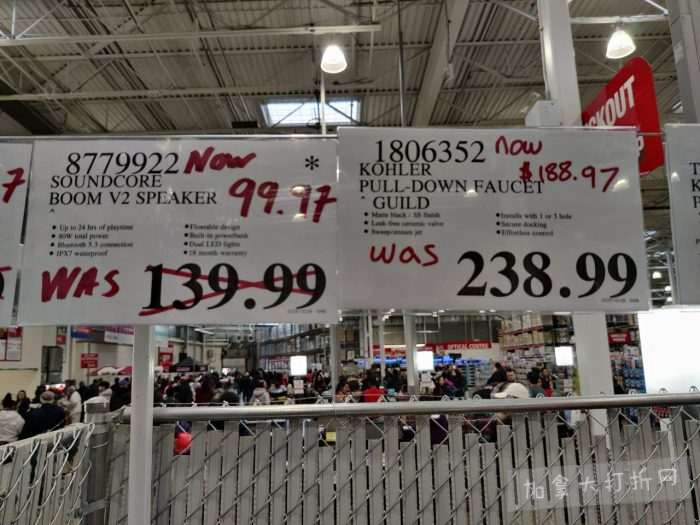 7
8779922 Now *
SOUNDCORE
BOOM V2 SPEAKER 99.97
^
• Up to 24 hrs of playtime
• 80W total power
• Bluetooth 5.3 connection
• IPX7 waterproof
• Floatable design
• Built-in powerbank
• Dual LED lights
• 18 month warranty
WAS 139.99
1806352 now
KOHLER $188.97
PULL-DOWN FAUCET
^ GUILD
• Matte black / SS finish
• Leak-free ceramic valve
• Sweep/stream jet
• Installs with 1 or 3 hole
• Secure docking
• Effortless control
was 238.99
OPTICAL CENTRE
加拿大打折网